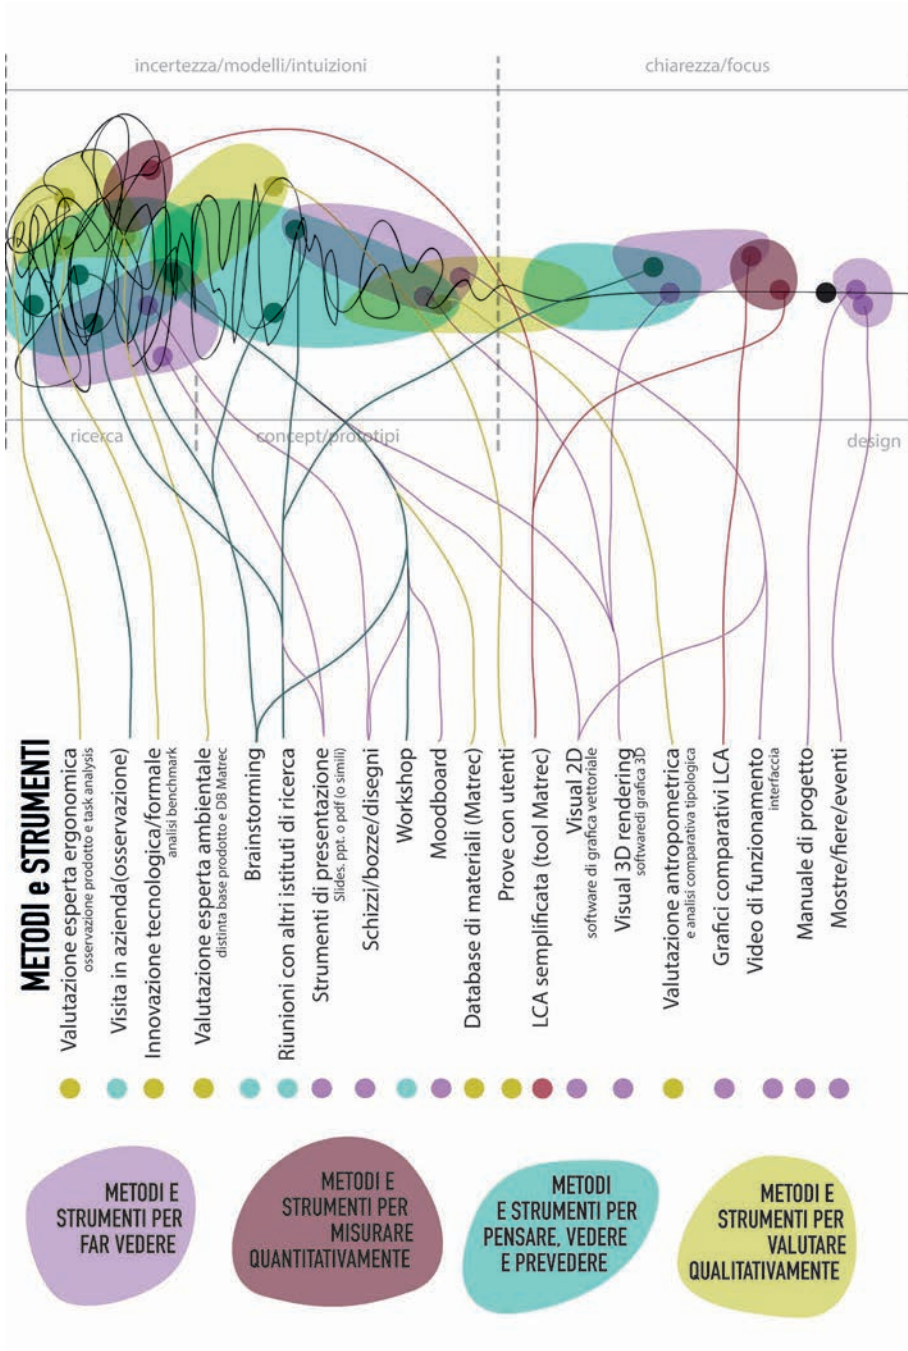 incertezza/modelli/intuizioni
chiarezza/focus
ricerca
concept/prototipi
design
METODI e STRUMENTI
Valutazione esperta ergonomica
osservazione prodotto e task analysis
Visita in azienda(osservazione)
Innovazione tecnologica/formale
analisi benchmark
Valutazione esperta ambientale
distinta base prodotto e DB Matrec
Brainstorming
Riunioni con altri istituti di ricerca
Strumenti di presentazione
Slides. ppt. o pdf (o simili)
Schizzi/bozze/disegni
Workshop
Moodboard
Database di materiali (Matrec)
Prove con utenti
LCA semplificata (tool Matrec)
Visual 2D
software di grafica vettoriale
Visual 3D rendering
softwaredi grafica 3D
Valutazione antropometrica
e analisi comparativa tipologica
Grafici comparativi LCA
Video di funzionamento
interfaccia
Manuale di progetto
Mostre/fiere/eventi
METODI E
STRUMENTI PER
FAR VEDERE
METODI E
STRUMENTI PER
MISURARE
QUANTITATIVAMENTE
METODI
E STRUMENTI PER
PENSARE, VEDERE
E PREVEDERE
METODI E
STRUMENTI PER
VALUTARE
QUALITATIVAMENTE